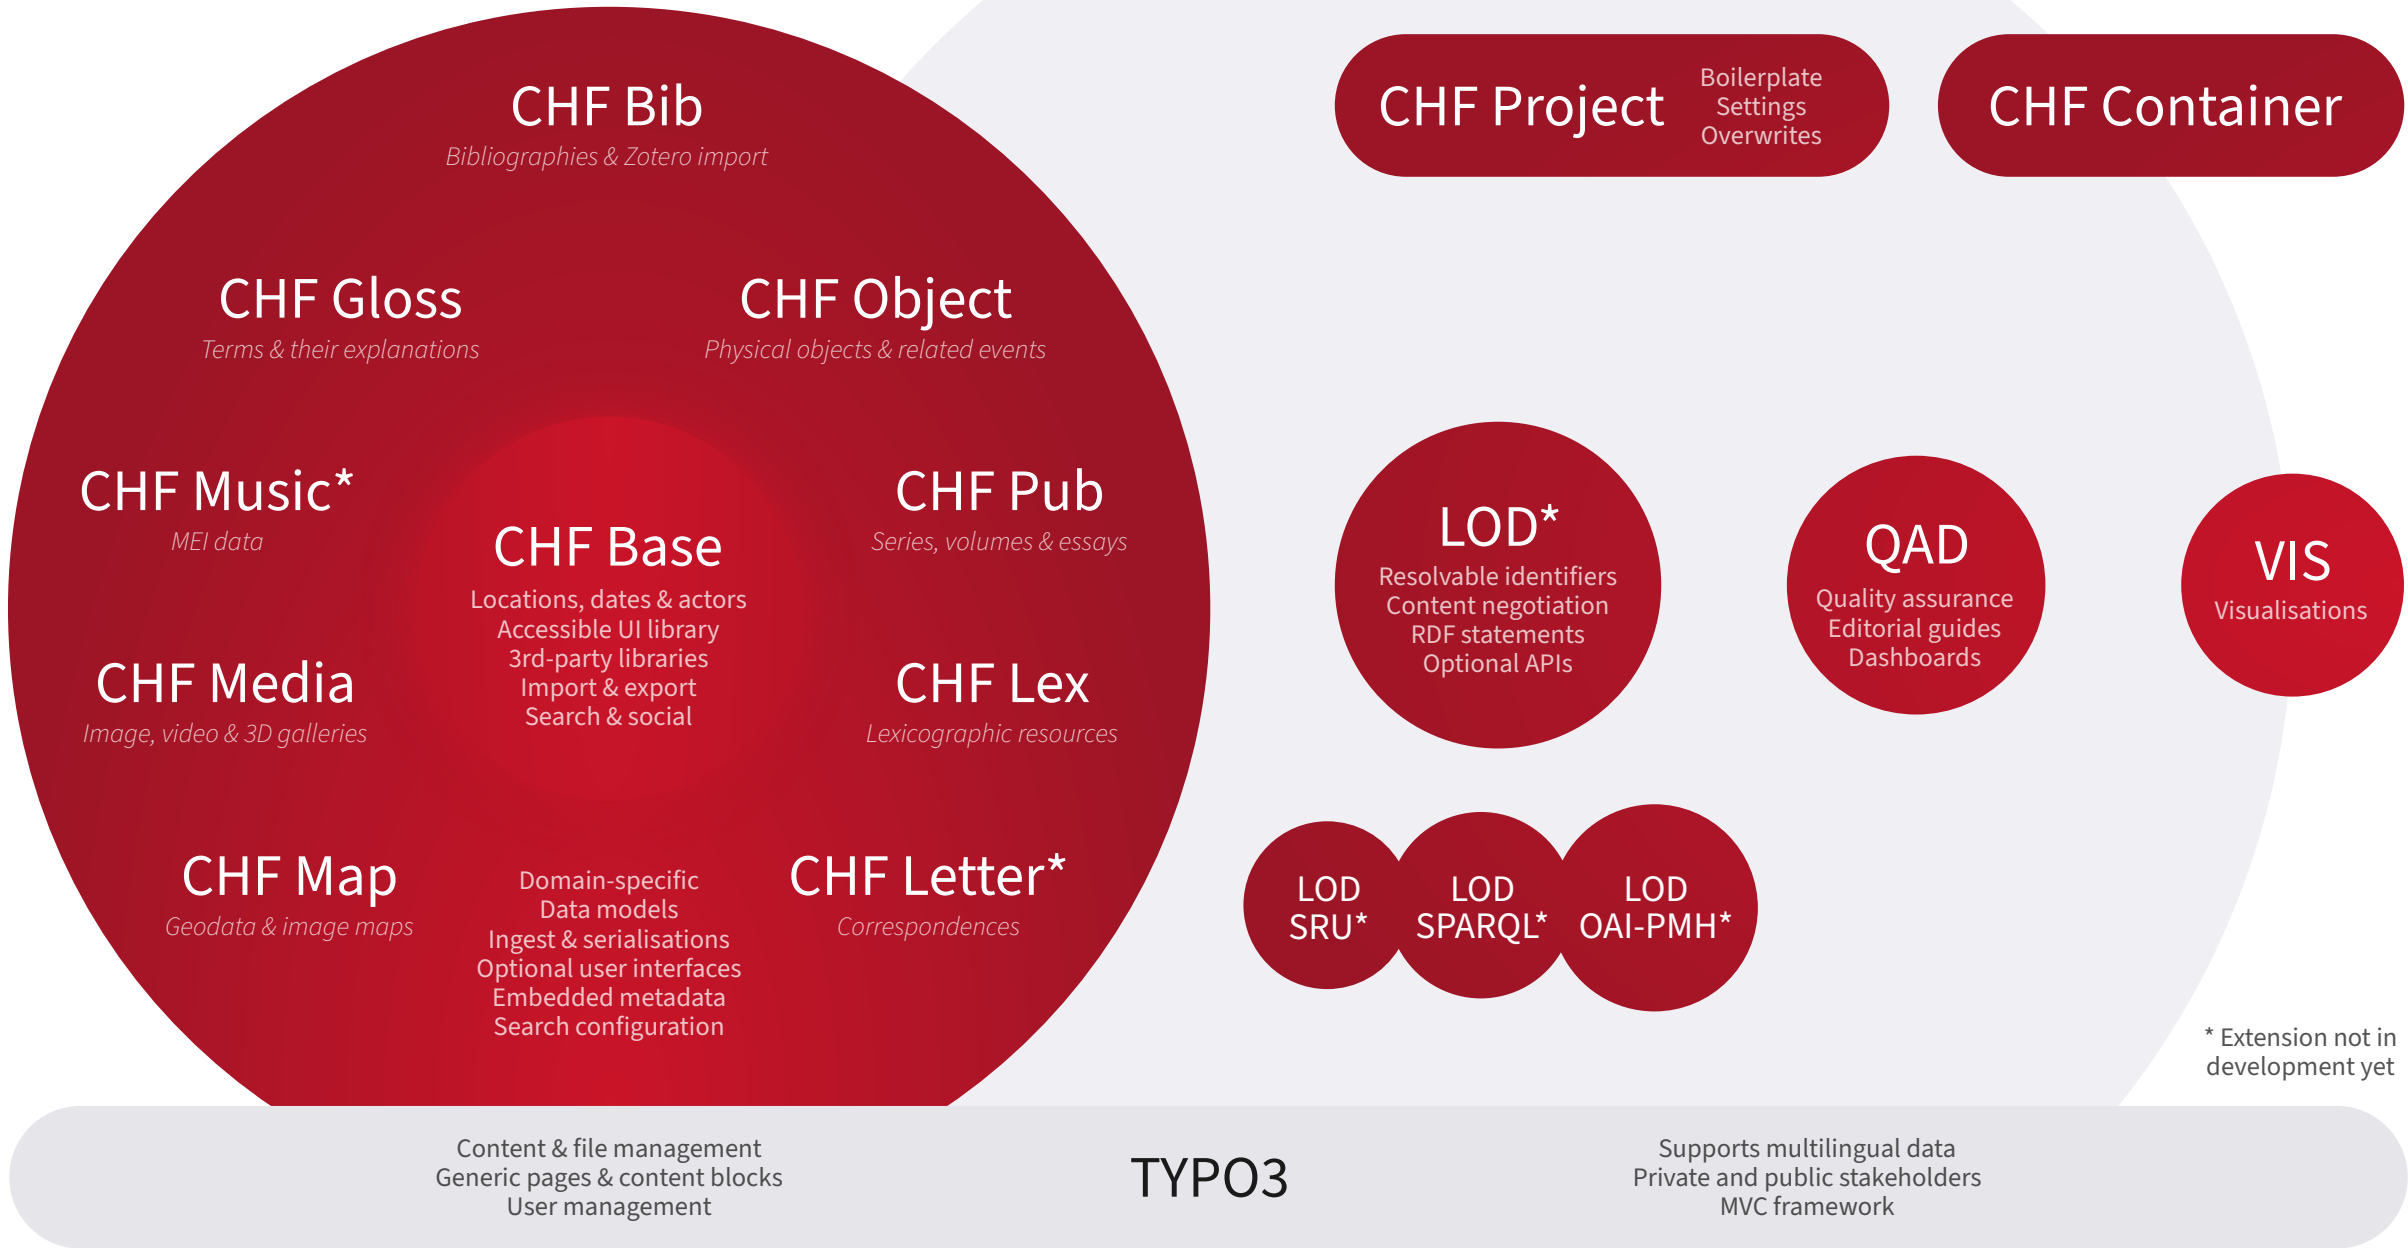 CHF Bib
Bibliographies & Zotero import
CHF Gloss
Terms & their explanations
CHF Object
Physical objects & related events
CHF Music*
MEI data
CHF Pub
Series, volumes & essays
CHF Base
Locations, dates & actors
Accessible UI library
3rd-party libraries
Import & export
Search & social
CHF Media
Image, video & 3D galleries
CHF Lex
Lexicographic resources
CHF Map
Geodata & image maps
Domain-specific
Data models
Ingest & serialisations
Optional user interfaces
Embedded metadata
Search configuration
CHF Letter*
Correspondences
CHF Project
Boilerplate
Settings
Overwrites
CHF Container
LOD*
Resolvable identifiers
Content negotiation
RDF statements
Optional APIs
QAD
Quality assurance
Editorial guides
Dashboards
VIS
Visualisations
LOD
SRU*
LOD
SPARQL*
LOD
OAI-PMH*
* Extension not in
development yet
Content & file management
Generic pages & content blocks
User management
TYPO3
Supports multilingual data
Private and public stakeholders
MVC framework